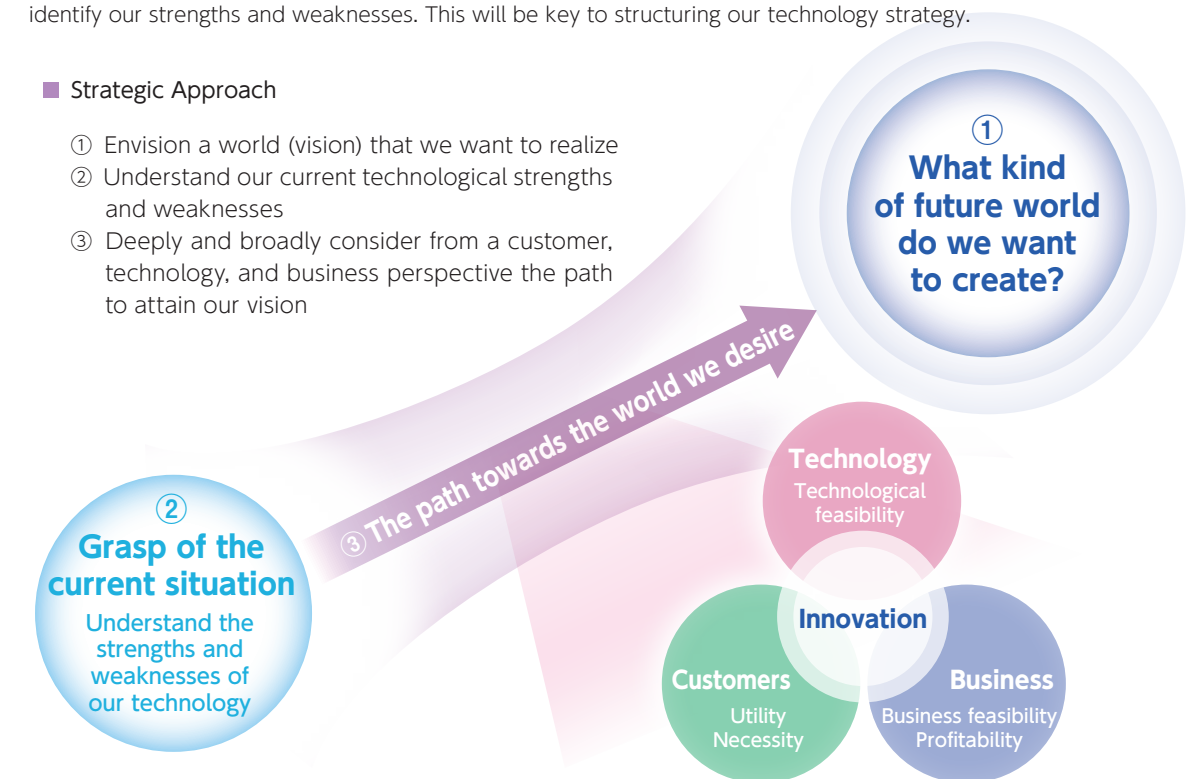 identify our strengths and weaknesses. This will be key to structuring our technology strategy.
■ Strategic Approach
① Envision a world (vision) that we want to realize
② Understand our current technological strengths
and weaknesses
③ Deeply and broadly consider from a customer,
technology, and business perspective the path
to attain our vision
①
What kind
of future world
do we want
to create?
③ The path towards the world we desire
②
Grasp of the
current situation
Understand the
strengths and
weaknesses of
our technology
Technology
Technological
feasibility
Innovation
Customers
Utility
Necessity
Business
Business feasibility
Profitability